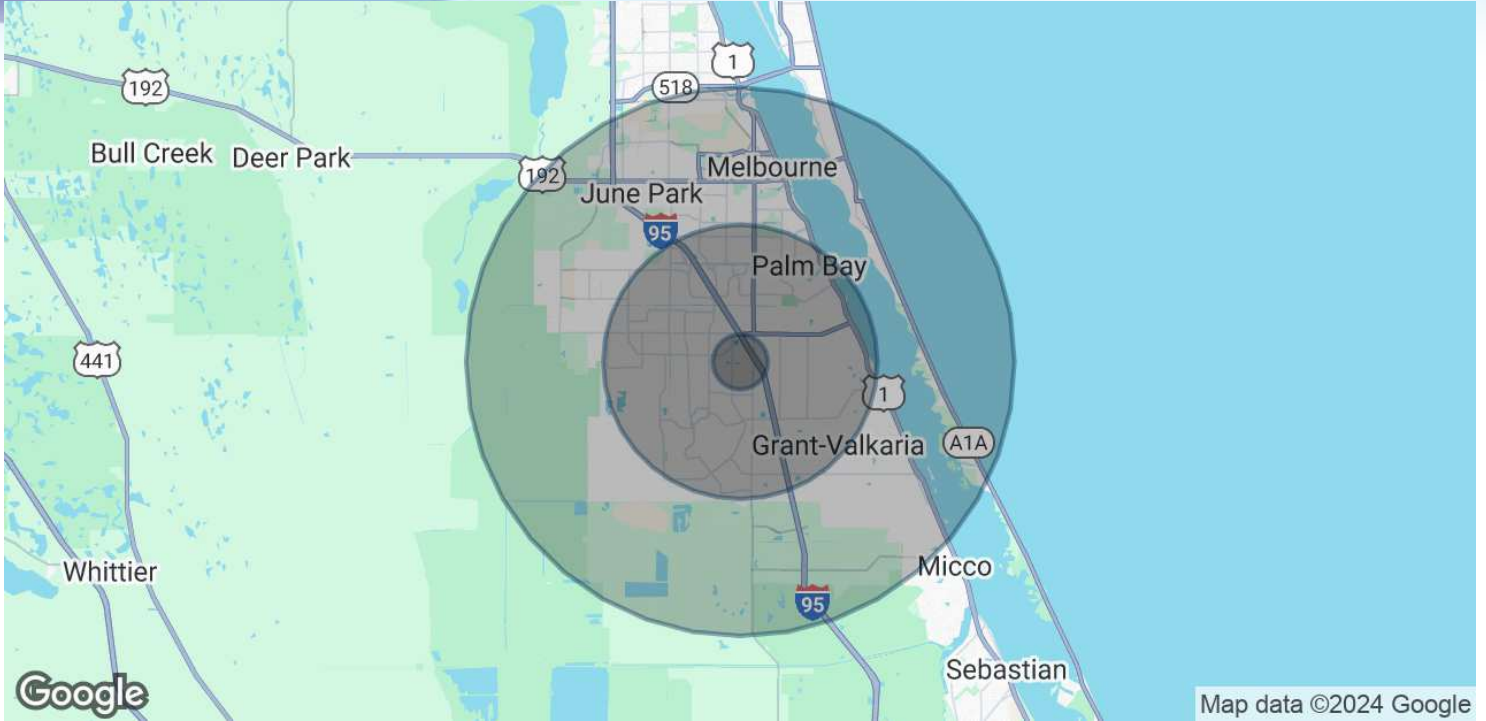 1
518
192
Bull Creek
Deer Park
Melbourne
192
June Park
95
Palm Bay
441
1
Grant-Valkaria
A1A
Whittier
Micco
95
Sebastian
Google
Map data ©2024 Google